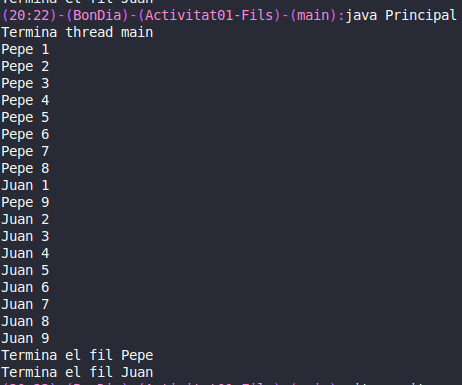 Termina el fil Juan
(20:22)-(BonDia)-(Activitat01-Fils)-(main):java Principal
Termina thread main
Pepe 1
Pepe 2
Pepe 3
Pepe 4
Pepe 5
Pepe 6
Pepe 7
Pepe 8
Juan 1
Pepe 9
Juan 2
Juan 3
Juan 4
Juan 5
Juan 6
Juan 7
Juan 8
Juan 9
Termina el fil Pepe
Termina el fil Juan